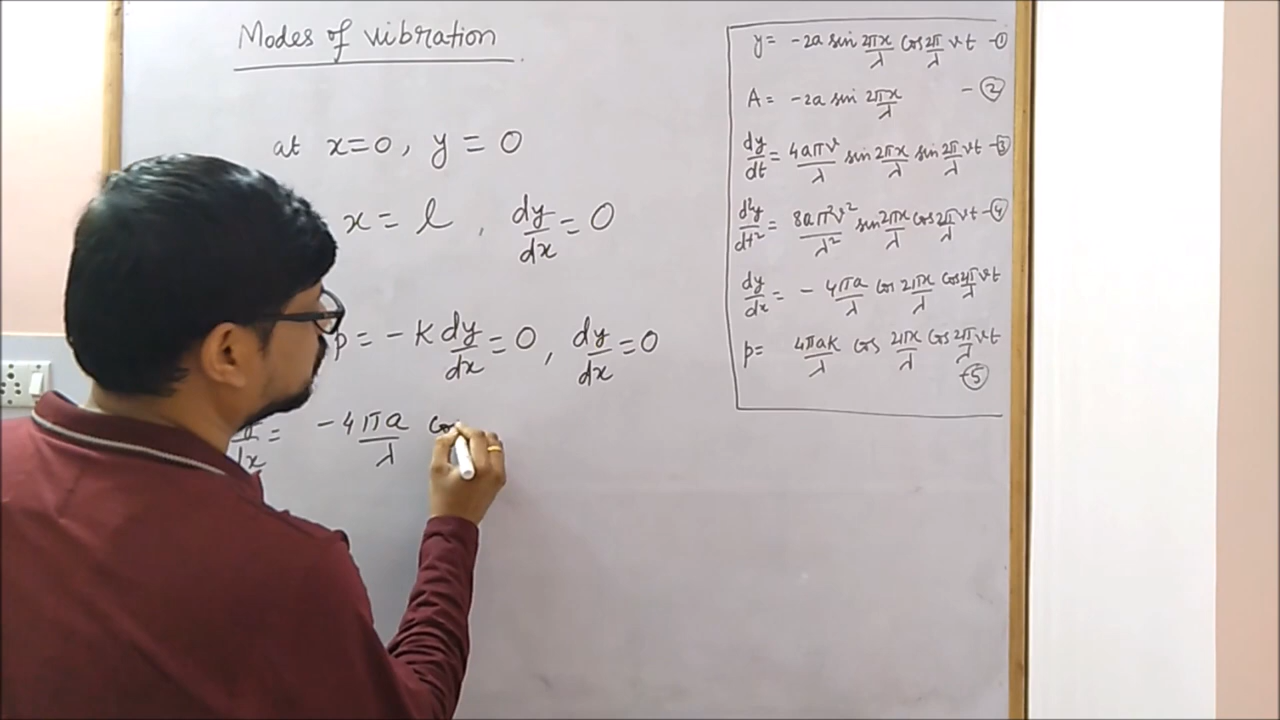 Modes of vibration
at x=0, y = 0
x = l , dy/dx = 0
p = -K dy/dx = 0 , dy/dx = 0
dy/dx = -4πa/λ co
y = -2a sin 2πx/λ cos 2π/λ vt -①
A = -2a sin 2πx/λ -②
dy/dt = 4aπv/λ sin 2πx/λ sin 2π/λ vt -③
d²y/dt² = 8aπ²v²/λ² sin 2πx/λ cos 2π/λ vt -④
dy/dx = - 4πa/λ cos 2πx/λ cos 2π/λ vt
p= 4πaK/λ cos 2πx/λ cos 2π/λ vt
-⑤